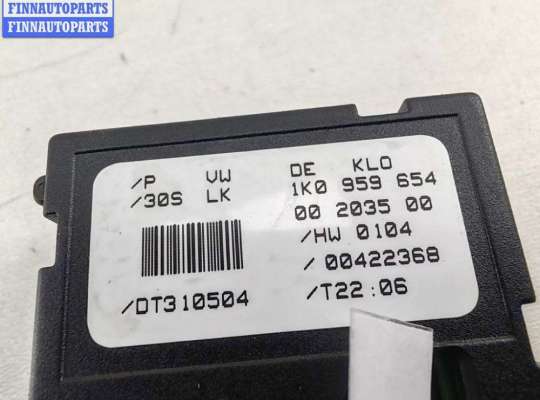 FINNAUTOPARTS
FINNAUTOPARTS
/P VW DE KLO
/30S LK 1K0 959 654
00 2035 00
/HW 0104
/ 00422368
/DT310504 /T22:06